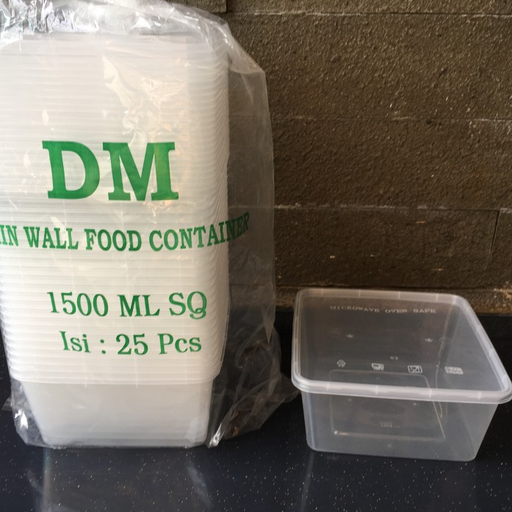 DM
IN WALL FOOD CONTAINER
1500 ML SQ
Isi : 25 Pcs
MICROWAVE OVEN SAFE